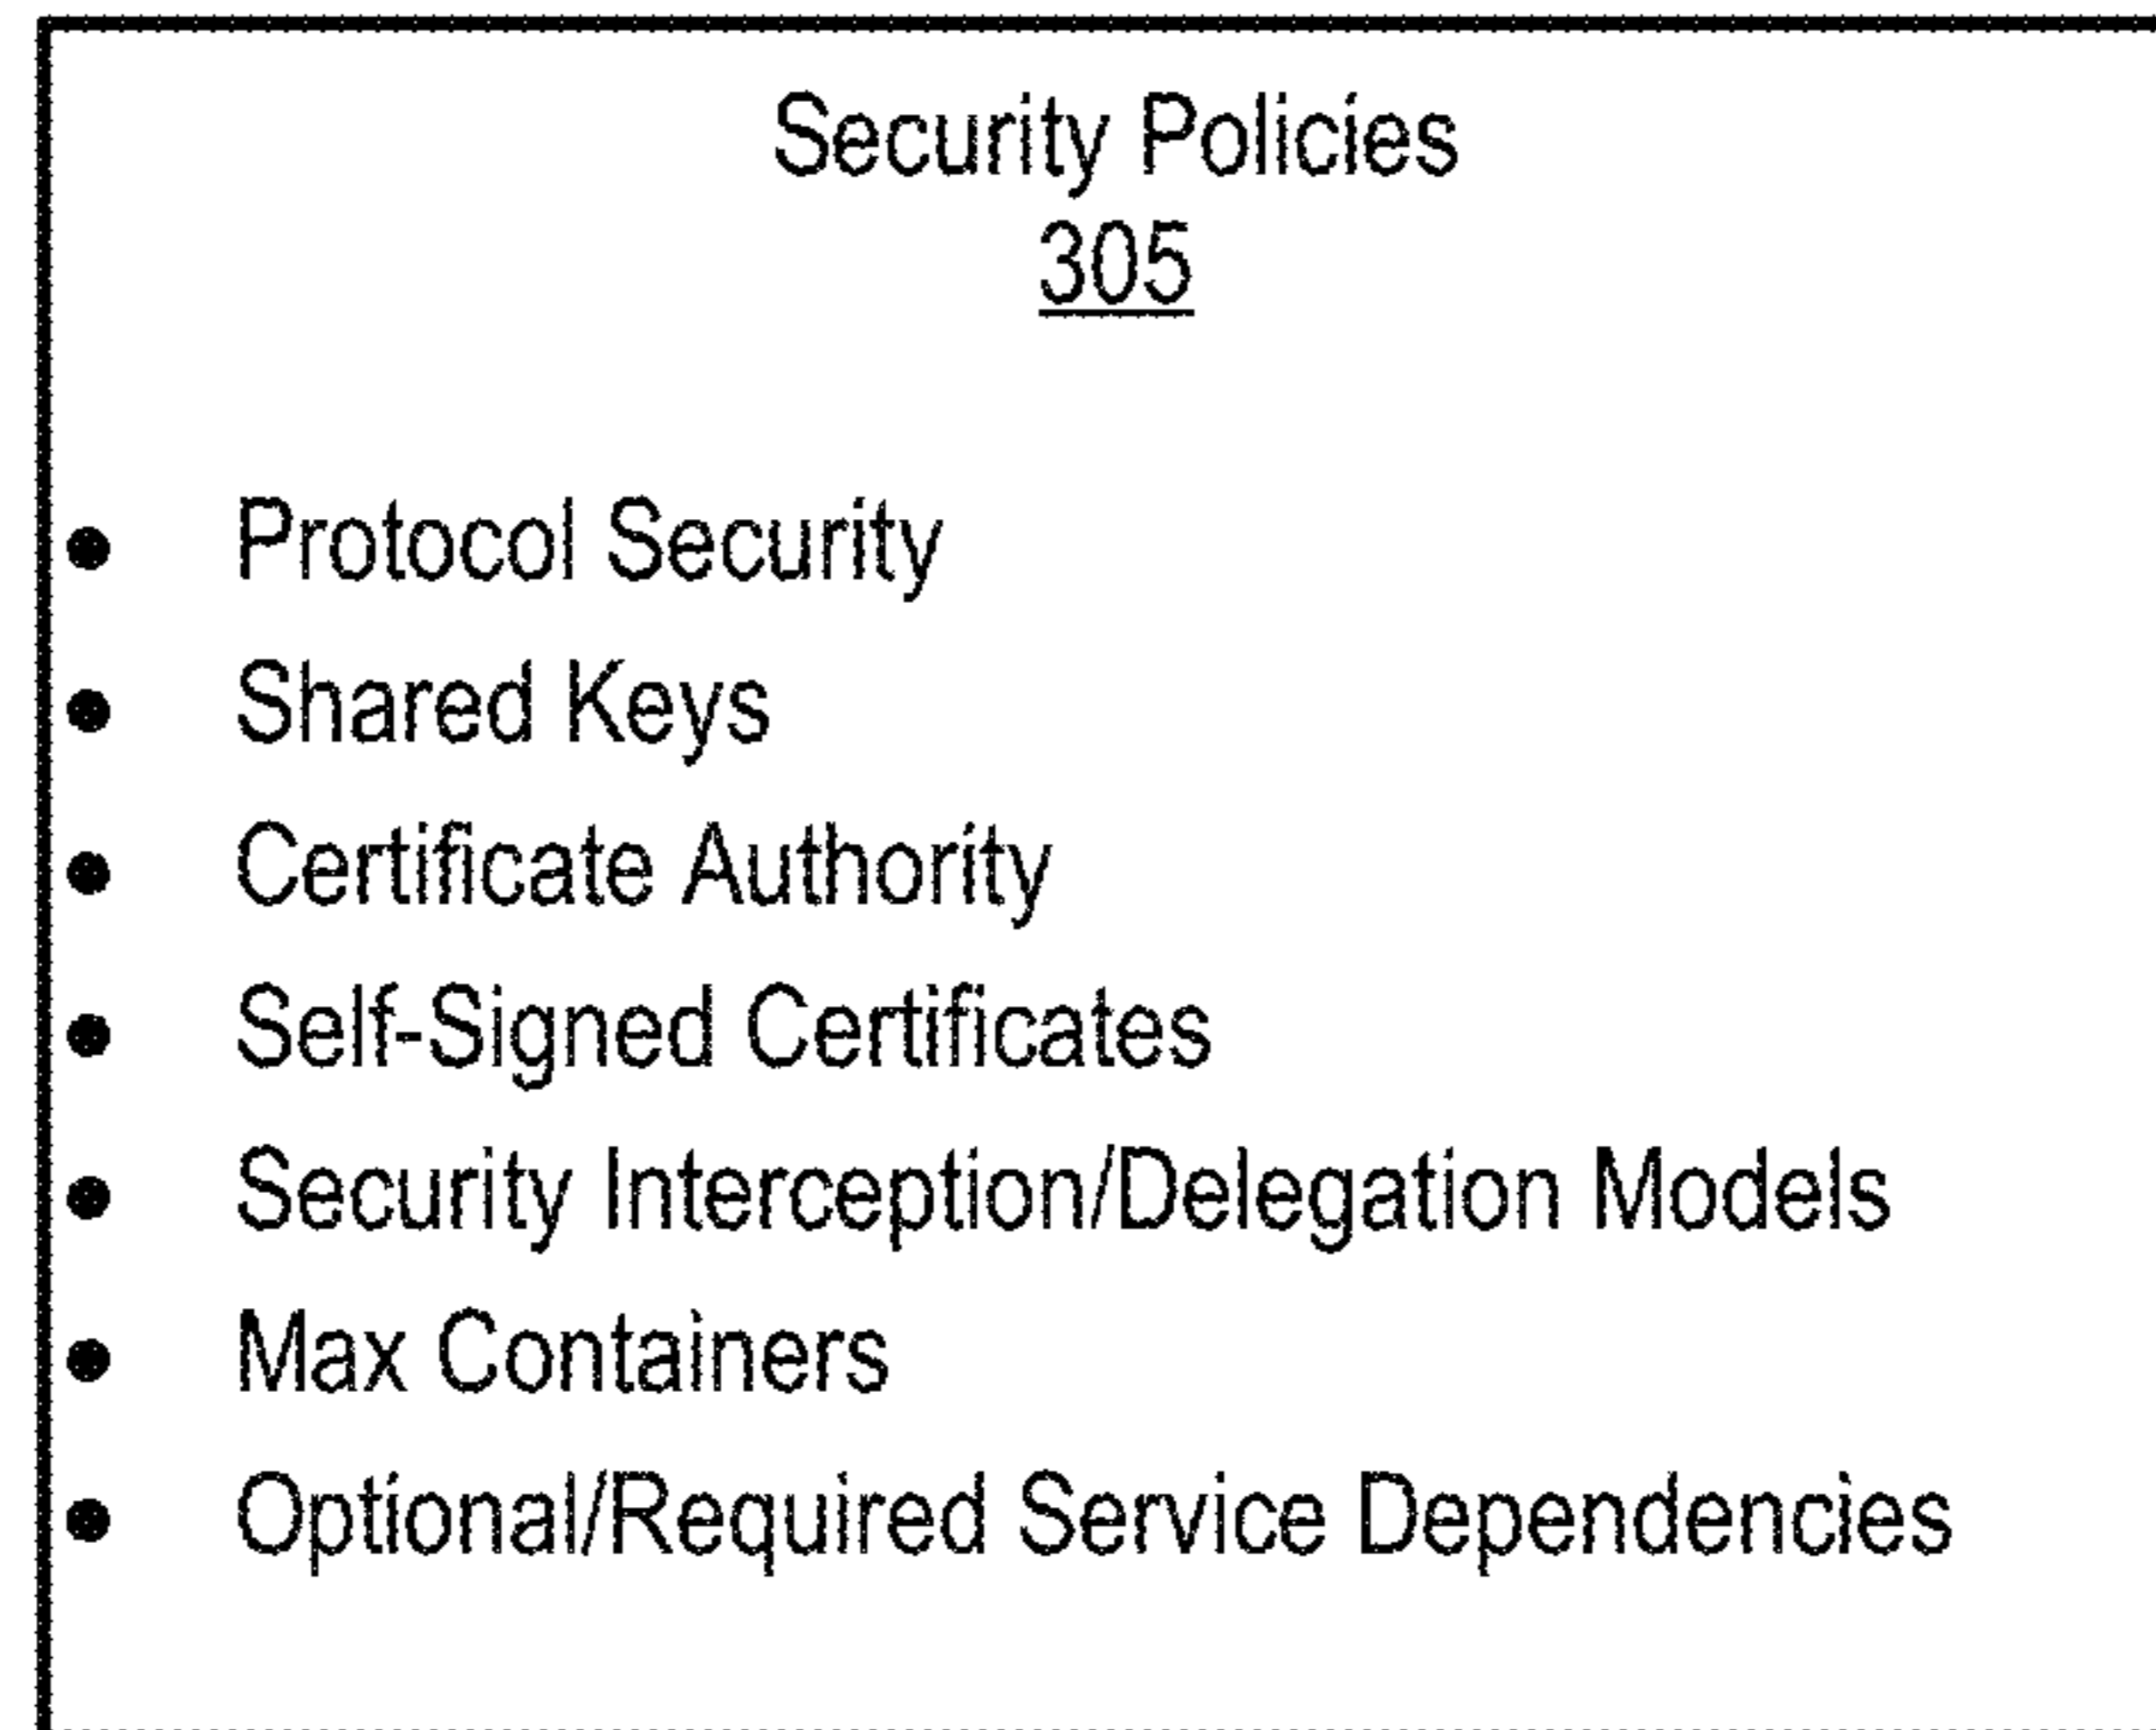 Security Policies
305
• Protocol Security
• Shared Keys
• Certificate Authority
• Self-Signed Certificates
• Security Interception/Delegation Models
• Max Containers
• Optional/Required Service Dependencies